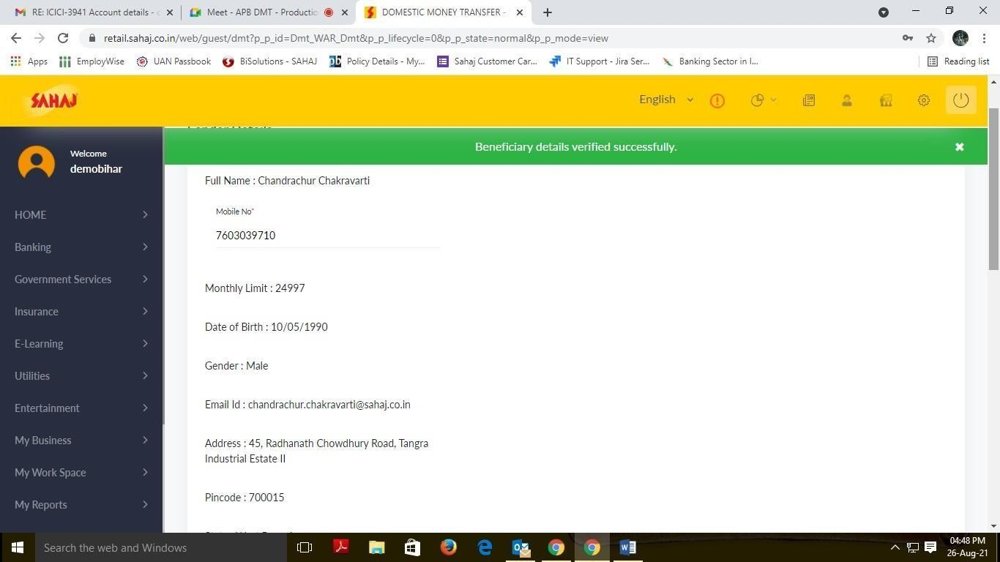 RE: ICICI-3941 Account details - c
Meet - APB DMT - Productio
DOMESTIC MONEY TRANSFER -
retail.sahaj.co.in/web/guest/dmt?p_p_id=Dmt_WAR_Dmt&p_p_lifecycle=0&p_p_state=normal&p_p_mode=view
Apps EmployWise UAN Passbook BiSolutions - SAHAJ Policy Details - My... Sahaj Customer Car... IT Support - Jira Ser... Banking Sector in I... Reading list
SAHAJ
English
Welcome
demobihar
HOME
Banking
Government Services
Insurance
E-Learning
Utilities
Entertainment
My Business
My Work Space
My Reports
Beneficiary details verified successfully.
Full Name : Chandrachur Chakravarti
Mobile No*
7603039710
Monthly Limit : 24997
Date of Birth : 10/05/1990
Gender : Male
Email Id : chandrachur.chakravarti@sahaj.co.in
Address : 45, Radhanath Chowdhury Road, Tangra
Industrial Estate II
Pincode : 700015
Search the web and Windows
04:48 PM
26-Aug-21